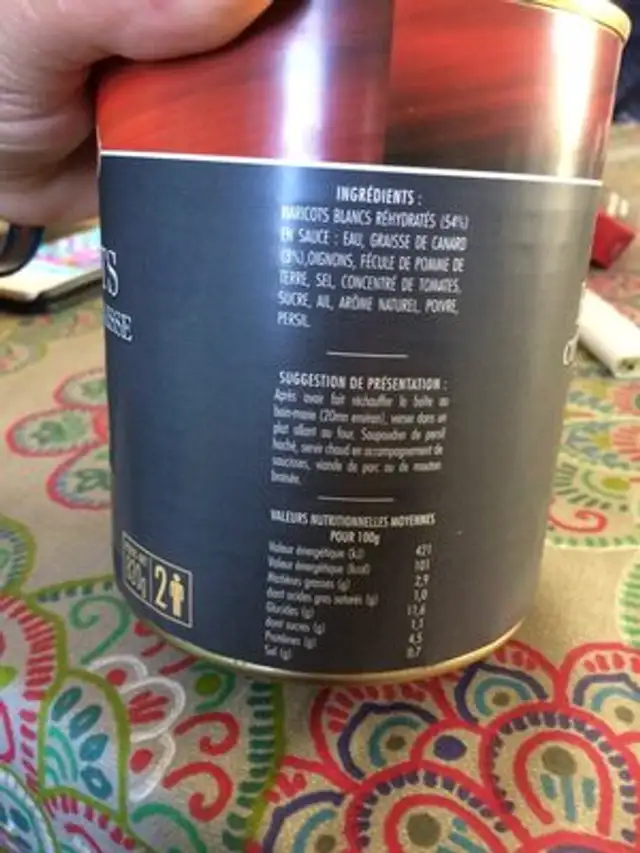 INGRÉDIENTS :
HARICOTS BLANCS RÉHYDRATÉS (54%)
EN SAUCE : EAU, GRAISSE DE CANARD
(3%),OIGNONS, FÉCULE DE POMME DE
TERRE, SEL, CONCENTRÉ DE TOMATES,
SUCRE, AIL, ARÔME NATUREL, POIVRE,
PERSIL.
SUGGESTION DE PRÉSENTATION :
Après avoir fait réchauffer la boîte au
bain-marie (20mn environ), verser dans un
plat allant au four. Saupoudrer de persil
haché, servir chaud en accompagnement de
saucisses, viande de porc ou de mouton
braisée.
VALEURS NUTRITIONNELLES MOYENNES
POUR 100g
Valeur énergétique (kJ) 421
Valeur énergétique (kcal) 101
Matières grasses (g) 2,9
dont acides gras saturés (g) 1,0
Glucides (g) 11,6
dont sucres (g) 1,1
Protéines (g) 4,5
Sel (g) 0,7
2